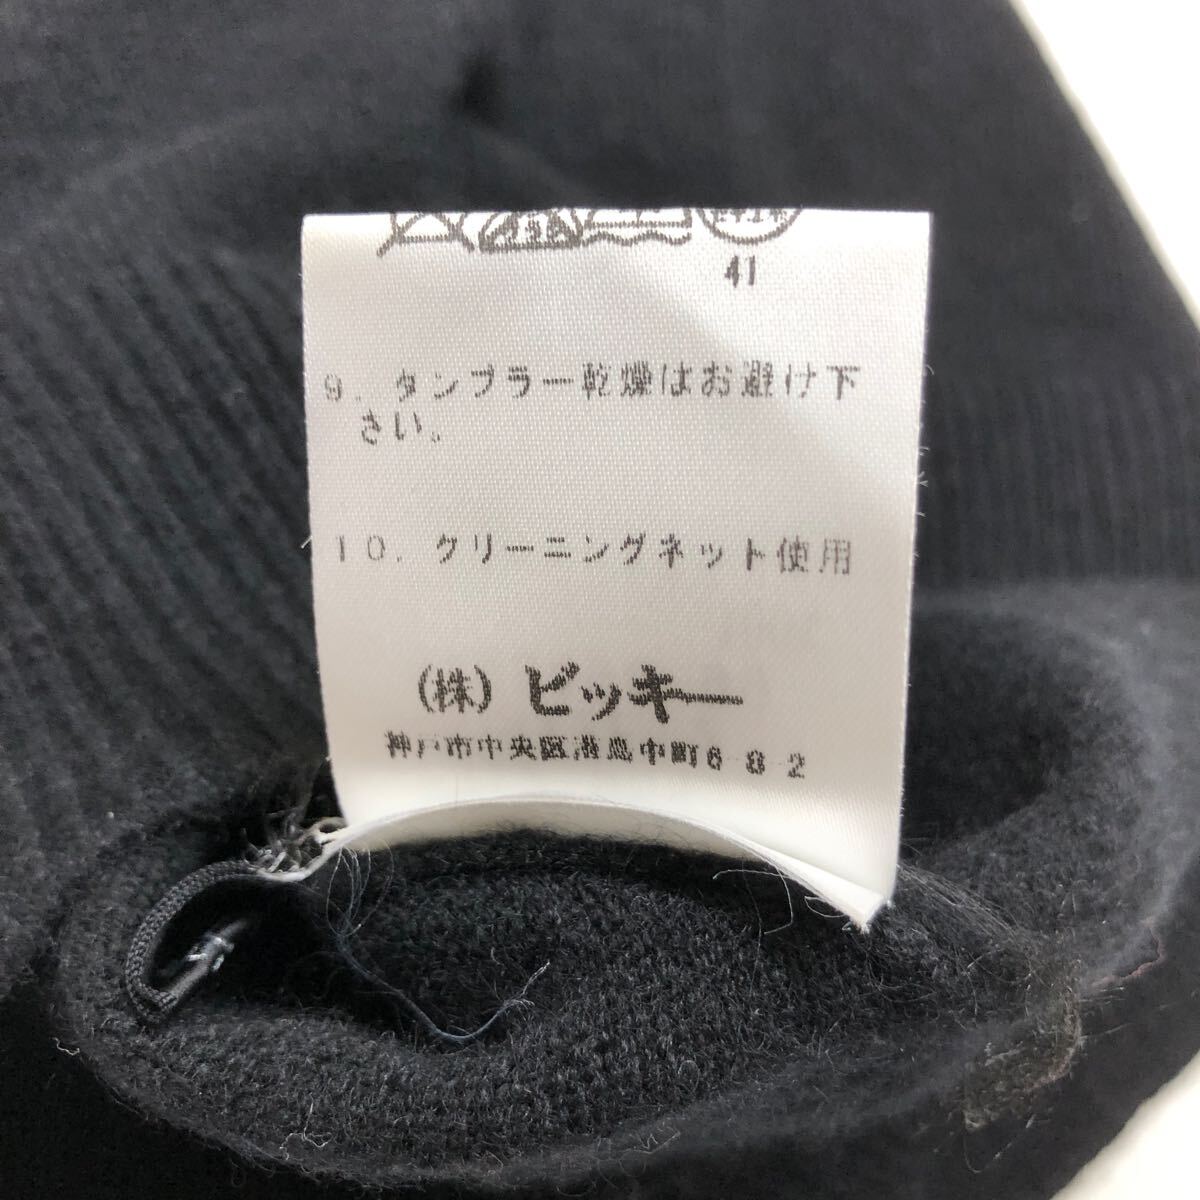 41
9. タンブラー乾燥はお避け下
さい。
10. クリーニングネット使用
(株) ビッキー
神戸市中央区港島中町6 8 2